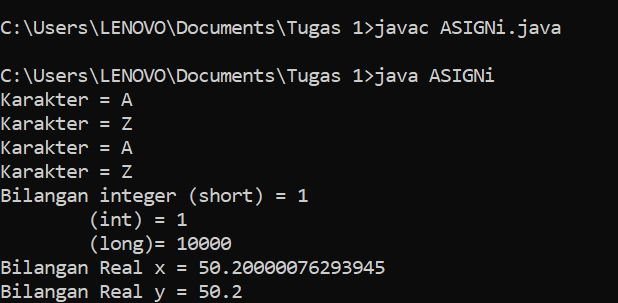 C:\Users\LENOVO\Documents\Tugas 1>javac ASIGNi.java
C:\Users\LENOVO\Documents\Tugas 1>java ASIGNi
Karakter = A
Karakter = Z
Karakter = A
Karakter = Z
Bilangan integer (short) = 1
        (int) = 1
        (long)= 10000
Bilangan Real x = 50.20000076293945
Bilangan Real y = 50.2